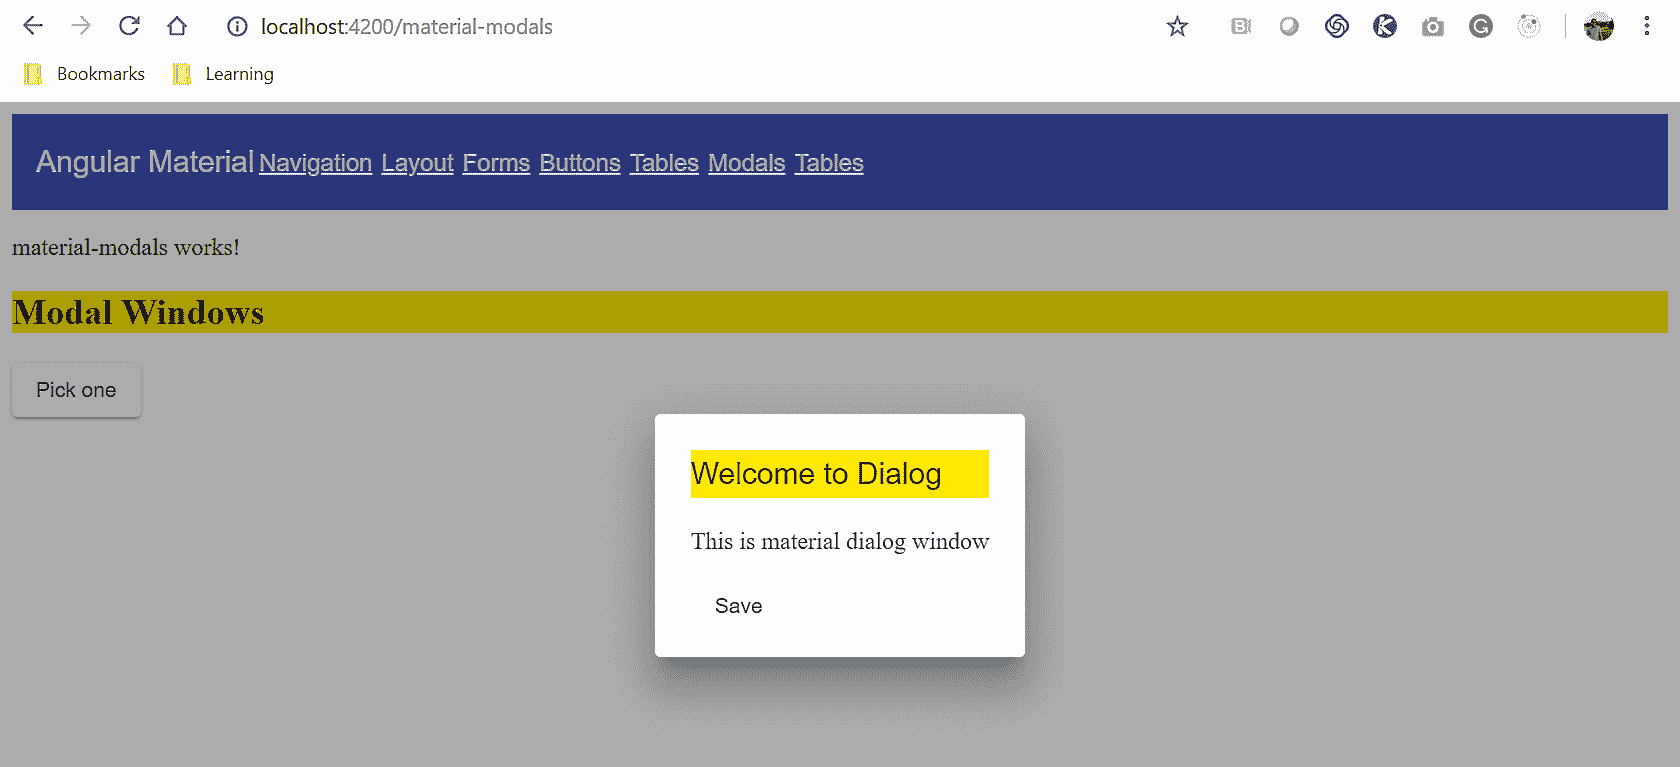 localhost:4200/material-modals
Bookmarks Learning
Angular Material Navigation Layout Forms Buttons Tables Modals Tables
material-modals works!
Modal Windows
Pick one
Welcome to Dialog
This is material dialog window
Save